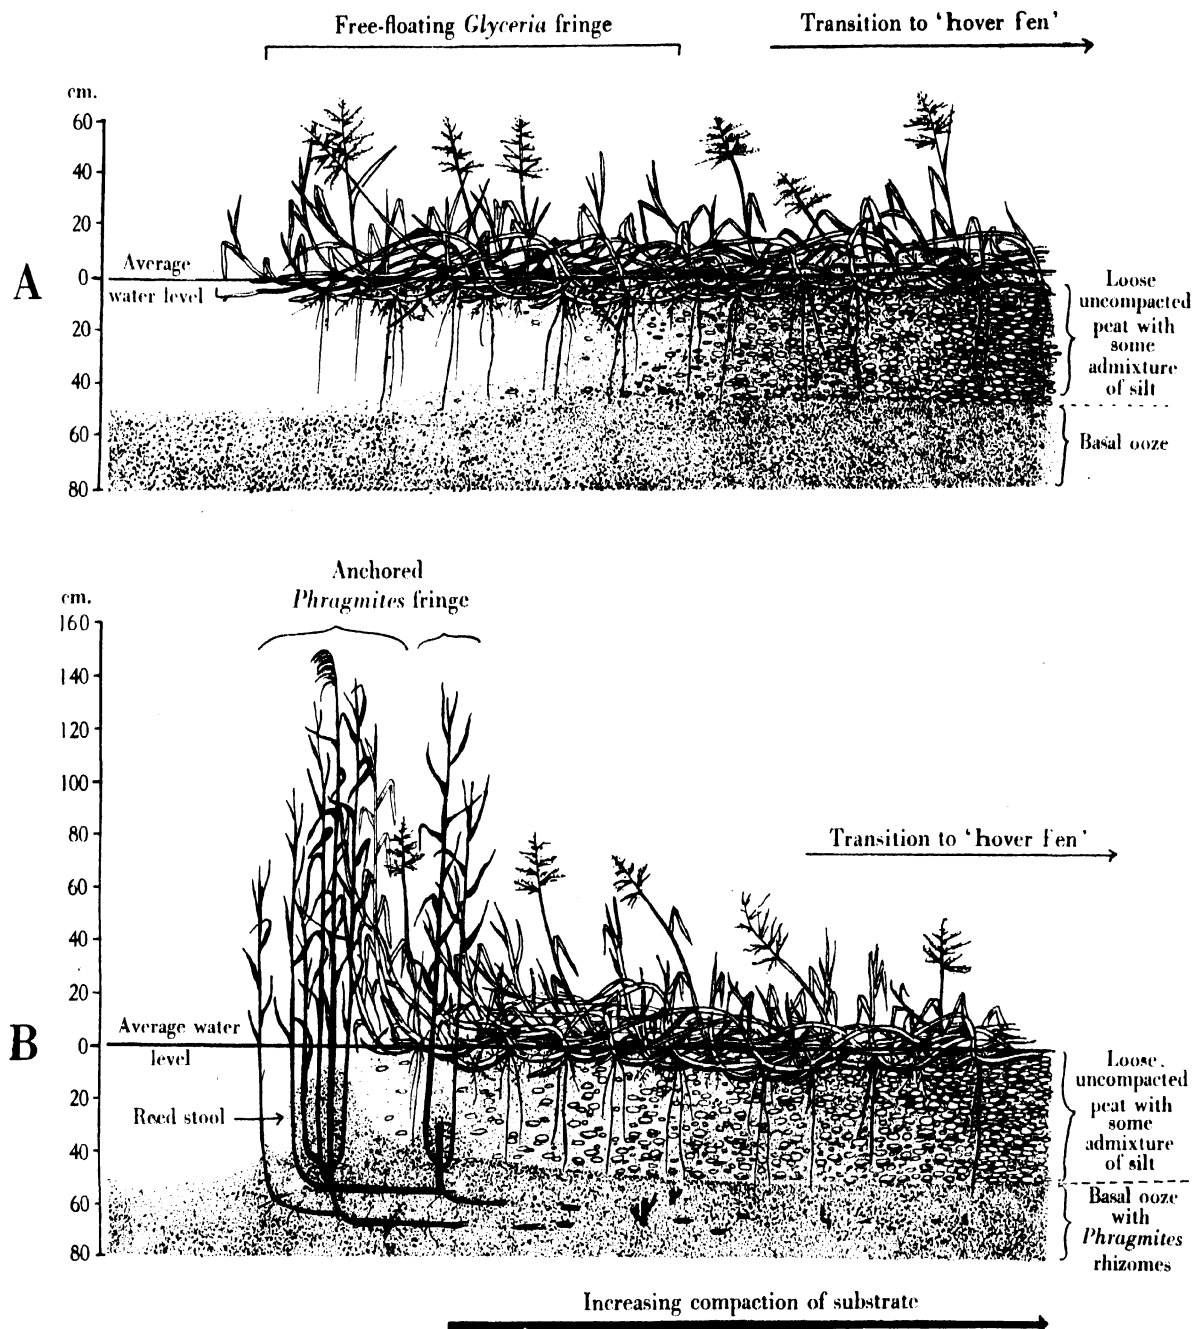 Free-floating Glyceria fringe
Transition to ‘hover fen’
cm.
60
40
20
0
20
40
60
80
A
Average
water level
Loose
uncompacted
peat with
some
admixture
of silt
Basal ooze
Anchored
Phragmites fringe
cm.
160
140
120
100
80
60
40
20
0
20
40
60
80
Transition to ‘hover fen’
B
Average water
level
Reed stool
Loose
uncompacted
peat with
some
admixture
of silt
Basal ooze
with
Phragmites
rhizomes
Increasing compaction of substrate